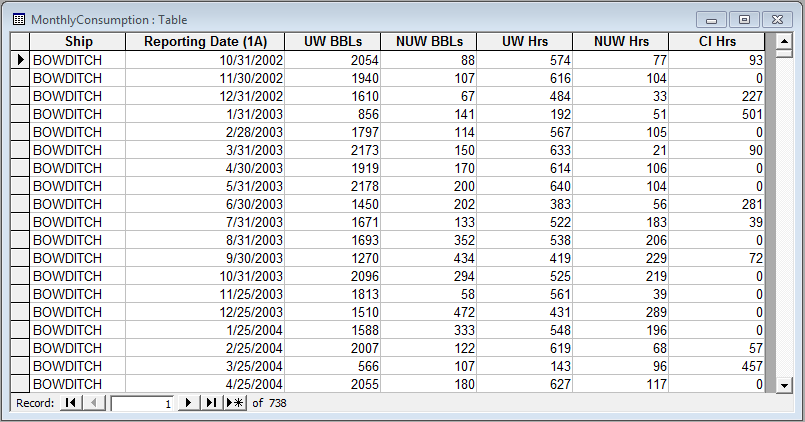 MonthlyConsumption : Table
Ship Reporting Date (1A) UW BBLs NUW BBLs UW Hrs NUW Hrs CI Hrs
BOWDITCH 10/31/2002 2054 88 574 77 93
BOWDITCH 11/30/2002 1940 107 616 104 0
BOWDITCH 12/31/2002 1610 67 484 33 227
BOWDITCH 1/31/2003 856 141 192 51 501
BOWDITCH 2/28/2003 1797 114 567 105 0
BOWDITCH 3/31/2003 2173 150 633 21 90
BOWDITCH 4/30/2003 1919 170 614 106 0
BOWDITCH 5/31/2003 2178 200 640 104 0
BOWDITCH 6/30/2003 1450 202 383 56 281
BOWDITCH 7/31/2003 1671 133 522 183 39
BOWDITCH 8/31/2003 1693 352 538 206 0
BOWDITCH 9/30/2003 1270 434 419 229 72
BOWDITCH 10/31/2003 2096 294 525 219 0
BOWDITCH 11/25/2003 1813 58 561 39 0
BOWDITCH 12/25/2003 1510 472 431 289 0
BOWDITCH 1/25/2004 1588 333 548 196 0
BOWDITCH 2/25/2004 2007 122 619 68 57
BOWDITCH 3/25/2004 566 107 143 96 457
BOWDITCH 4/25/2004 2055 180 627 117 0
Record: 1 of 738